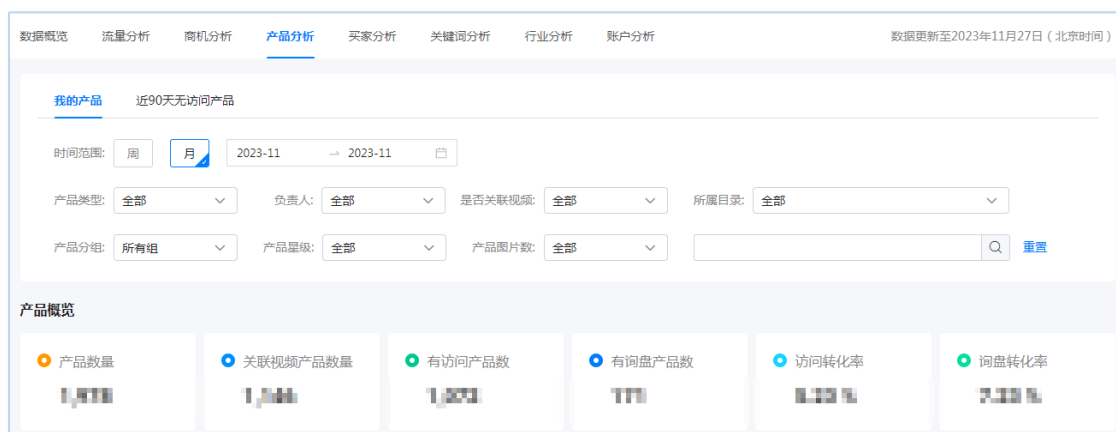 数据概览 流量分析 商机分析 产品分析 买家分析 关键词分析 行业分析 账户分析 数据更新至2023年11月27日（北京时间）
我的产品 近90天无访问产品
时间范围: 周 月 2023-11 → 2023-11
产品类型: 全部 负责人: 全部 是否关联视频: 全部 所属目录: 全部
产品分组: 所有组 产品星级: 全部 产品图片数: 全部 重置
产品概览
产品数量 关联视频产品数量 有访问产品数 有询盘产品数 访问转化率 询盘转化率